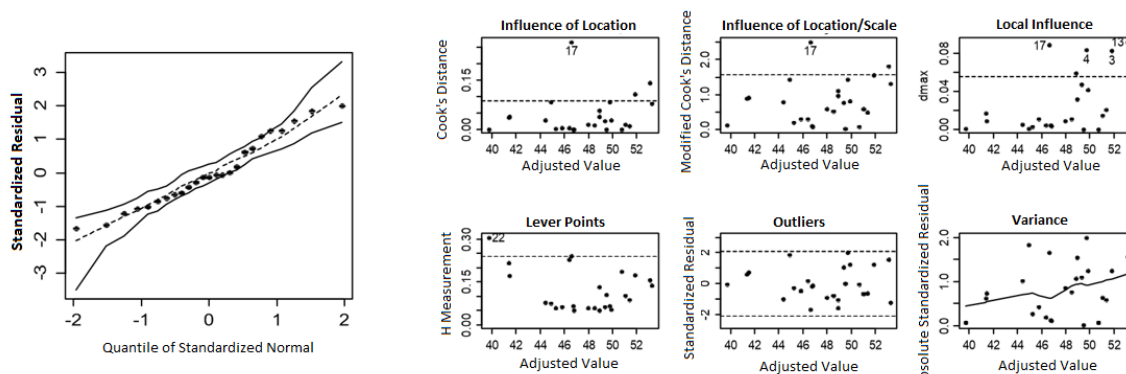 Standardized Residual
3
2
1
0
-1
-2
-3
-2 -1 0 1 2
Quantile of Standardized Normal
Influence of Location
Cook's Distance
0.15
0.00
17
40 42 44 46 48 50 52
Adjusted Value
Influence of Location/Scale
Modified Cook's Distance
2.0
1.0
0.0
17
40 42 44 46 48 50 52
Adjusted Value
Local Influence
dmax
0.08
0.04
0.00
17
4
13
3
40 42 44 46 48 50 52
Adjusted Value
Lever Points
H Measurement
0.30
0.15
0.00
22
40 42 44 46 48 50 52
Adjusted Value
Outliers
Standardized Residual
2
0
-2
40 42 44 46 48 50 52
Adjusted Value
Variance
bsolute Standardized Residual
2.0
1.0
0.0
40 42 44 46 48 50 52
Adjusted Value